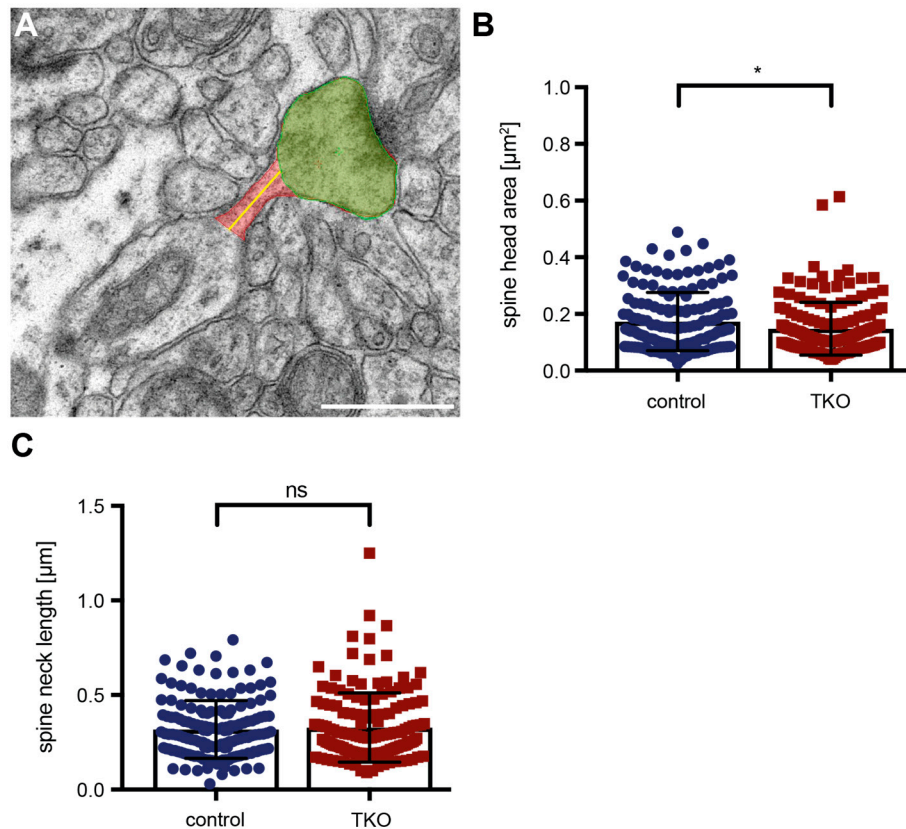 A
B
spine head area [µm²]
1.0
0.8
0.6
0.4
0.2
0.0
*
control
TKO
C
spine neck length [µm]
1.5
1.0
0.5
0.0
ns
control
TKO